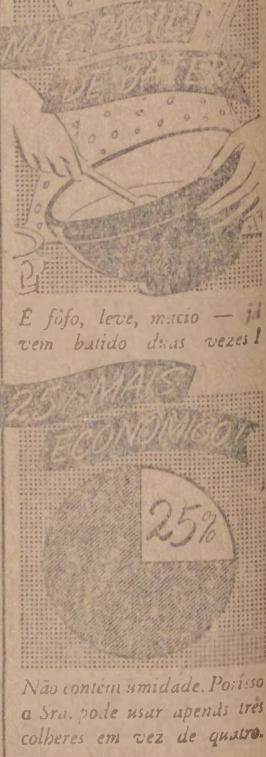 MAIS FÁCIL
DE BATER!
É fôfo, leve, macio — já
vem batido duas vezes!
25% MAIS
ECONÔMICO!
25%
Não contém umidade. Porisso
a Sra. pode usar apenas três
colheres em vez de quatro.